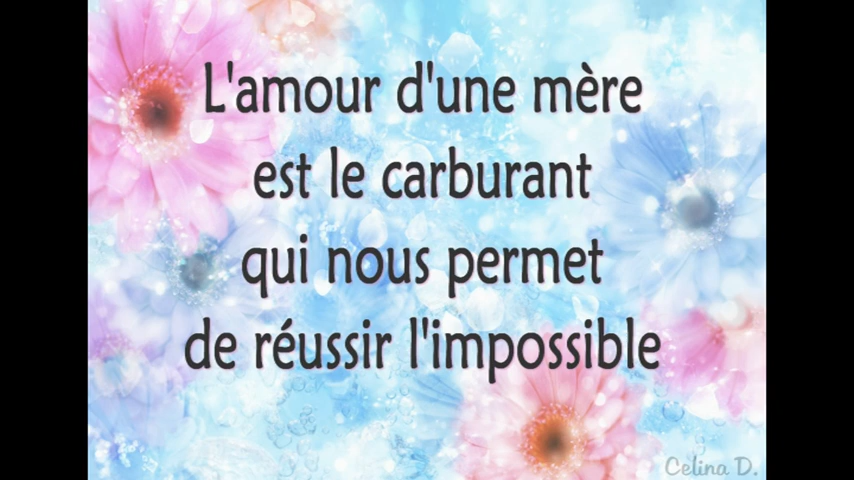 L'amour d'une mère
est le carburant
qui nous permet
de réussir l'impossible
Celina D.